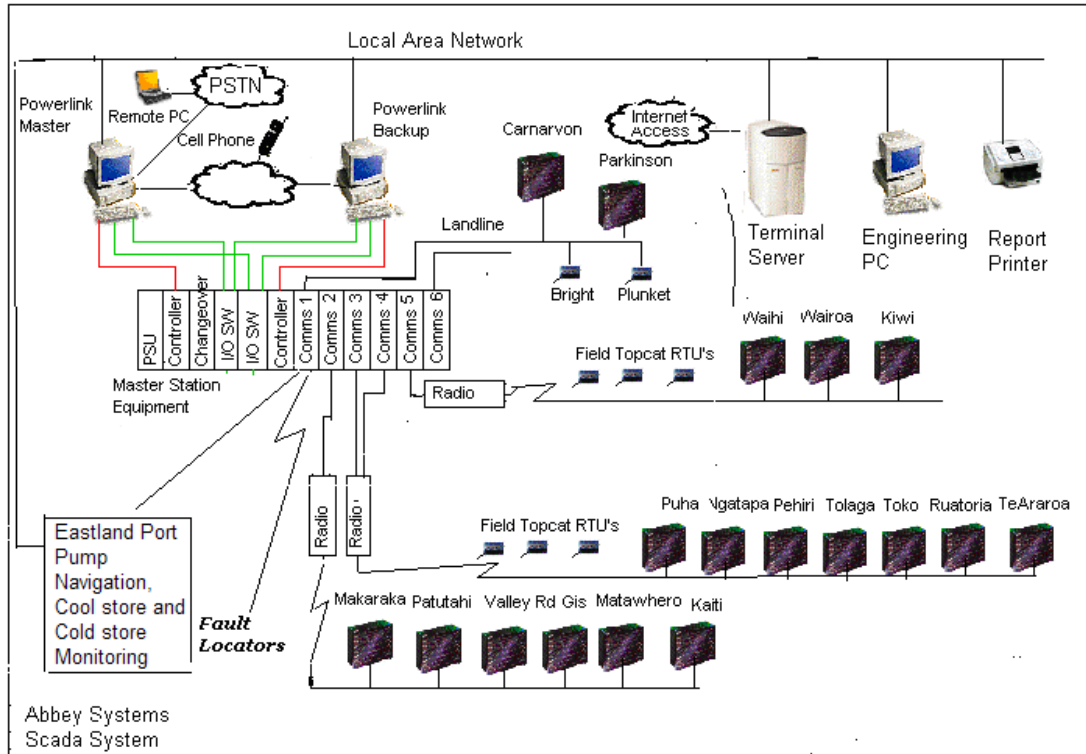 Local Area Network
PSTN
Powerlink
Master
Remote PC
Cell Phone
Powerlink
Backup
Carnarvon
Internet
Access
Parkinson
Landline
Terminal
Server
Engineering
PC
Report
Printer
Bright
Plunket
PSU
Controller
Changeover
I/O SW
I/O SW
Controller
Comms 1
Comms 2
Comms 3
Comms 4
Comms 5
Comms 6
Master Station
Equipment
Waihi
Wairoa
Kiwi
Field Topcat RTU's
Radio
Radio
Radio
Puha
Ngatapa
Pehiri
Tolaga
Toko
Ruatoria
TeAraroa
Field Topcat RTU's
Eastland Port
Pump
Navigation,
Cool store and
Cold store
Monitoring
Fault
Locators
Makaraka
Patutahi
Valley Rd
Gis
Matawhero
Kaiti
Abbey Systems
Scada System